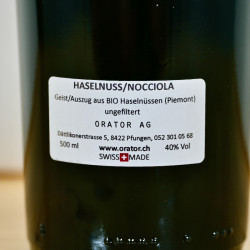 HASELNUSS/NOCCIOLA
Geist/Auszug aus BIO Haselnüssen (Piemont)
ungefiltert
ORATOR AG
Dättlikonerstrasse 5, 8422 Pfungen, 052 301 05 68
www.orator.ch
500 ml 40% Vol
SWISS MADE